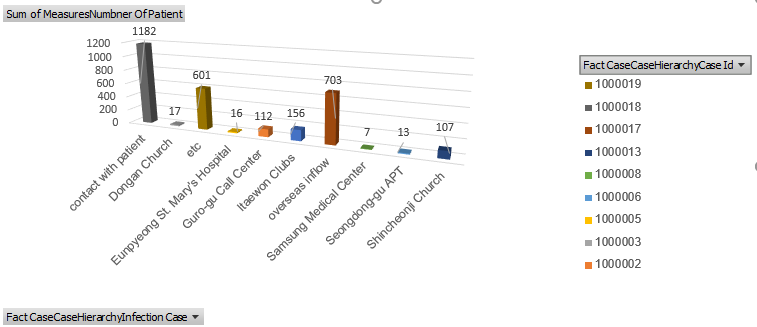 Sum of MeasuresNumbner Of Patient
1182
1200
1000
800
600
400
200
0
17
601
16
112
156
703
7
13
107
contact with patient
Dongan Church
etc
Eunpyeong St. Mary's Hospital
Guro-gu Call Center
Itaewon Clubs
overseas inflow
Samsung Medical Center
Seongdong-gu APT
Shincheonji Church
Fact CaseCaseHierarchyCase Id
1000019
1000018
1000017
1000013
1000008
1000006
1000005
1000003
1000002
Fact CaseCaseHierarchyInfection Case